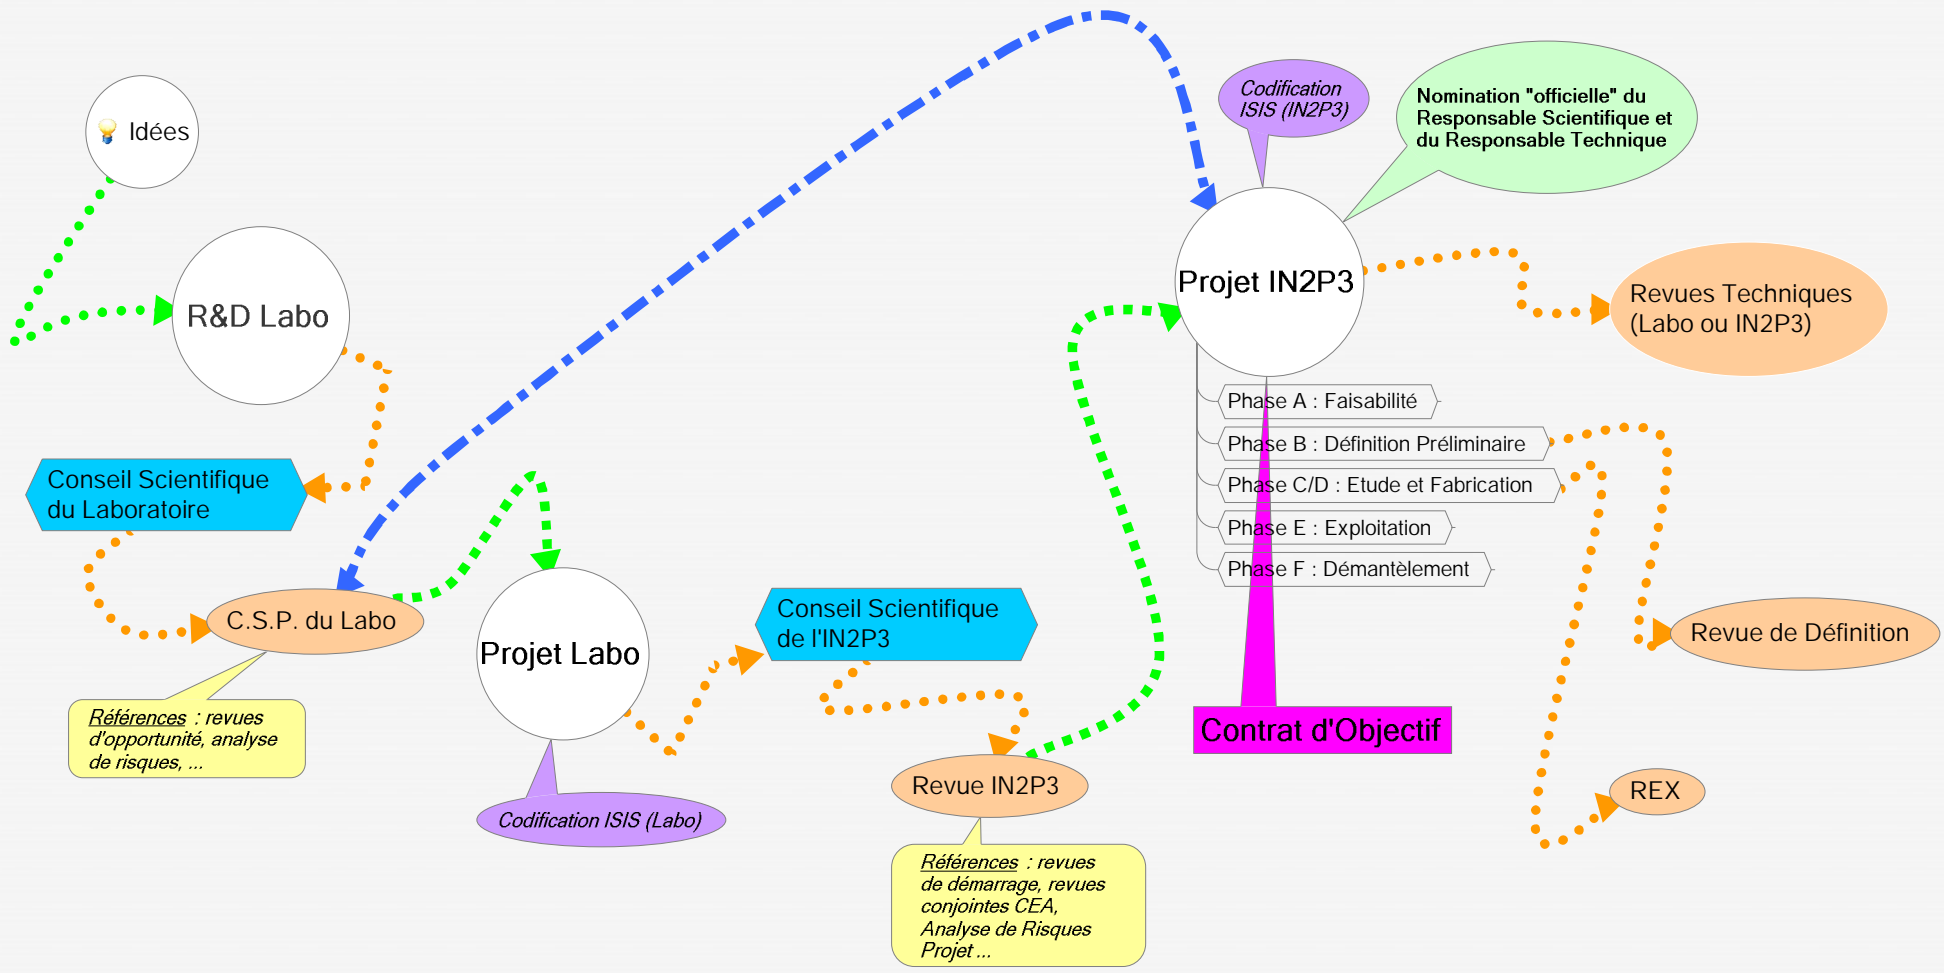 Idées
R&D Labo
Conseil Scientifique
du Laboratoire
C.S.P. du Labo
Références : revues
d'opportunité, analyse
de risques, ...
Projet Labo
Codification ISIS (Labo)
Conseil Scientifique
de l'IN2P3
Revue IN2P3
Références : revues
de démarrage, revues
conjointes CEA,
Analyse de Risques
Projet ...
Codification
ISIS (IN2P3)
Nomination "officielle" du
Responsable Scientifique et
du Responsable Technique
Projet IN2P3
Phase A : Faisabilité
Phase B : Définition Préliminaire
Phase C/D : Etude et Fabrication
Phase E : Exploitation
Phase F : Démantèlement
Contrat d'Objectif
Revues Techniques
(Labo ou IN2P3)
Revue de Définition
REX